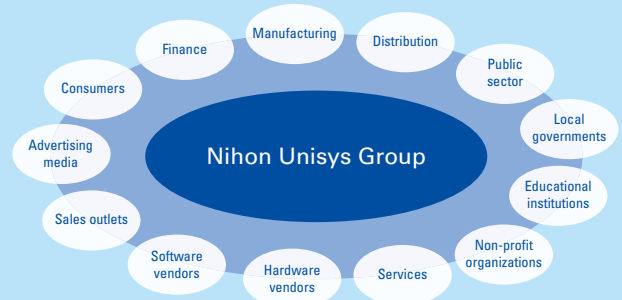 Manufacturing
Distribution
Finance
Public
sector
Consumers
Local
governments
Advertising
media
Nihon Unisys Group
Educational
institutions
Sales outlets
Non-profit
organizations
Software
vendors
Hardware
vendors
Services